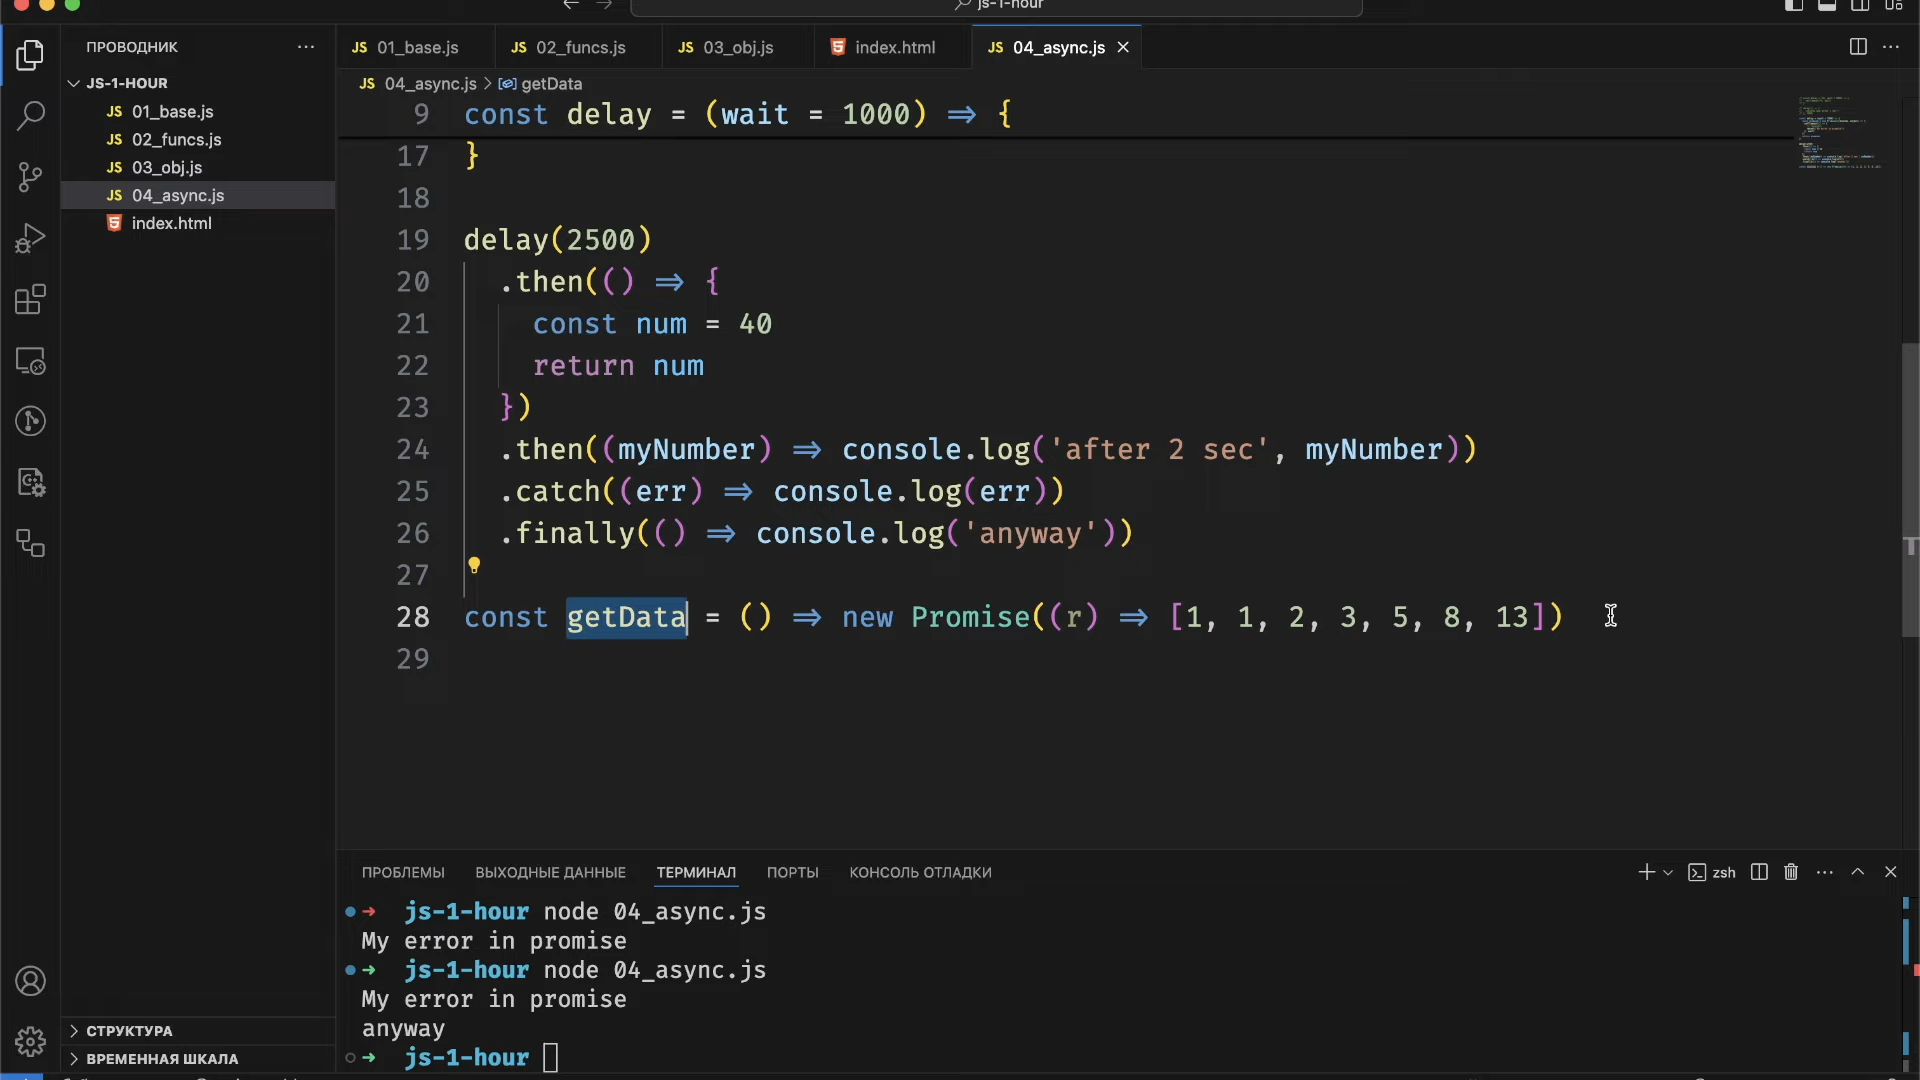 js-1-hour
ПРОВОДНИК
JS 01_base.js
JS 02_funcs.js
JS 03_obj.js
index.html
JS 04_async.js
JS-1-HOUR
JS 01_base.js
JS 02_funcs.js
JS 03_obj.js
JS 04_async.js
index.html
СТРУКТУРА
ВРЕМЕННАЯ ШКАЛА
JS 04_async.js > getData
9 const delay = (wait = 1000) => {
17 }
18
19 delay(2500)
20 .then(() => {
21 const num = 40
22 return num
23 })
24 .then((myNumber) => console.log('after 2 sec', myNumber))
25 .catch((err) => console.log(err))
26 .finally(() => console.log('anyway'))
27
28 const getData = () => new Promise((r) => [1, 1, 2, 3, 5, 8, 13])
29
ПРОБЛЕМЫ ВЫХОДНЫЕ ДАННЫЕ ТЕРМИНАЛ ПОРТЫ КОНСОЛЬ ОТЛАДКИ
zsh
➜ js-1-hour node 04_async.js
My error in promise
➜ js-1-hour node 04_async.js
My error in promise
anyway
➜ js-1-hour